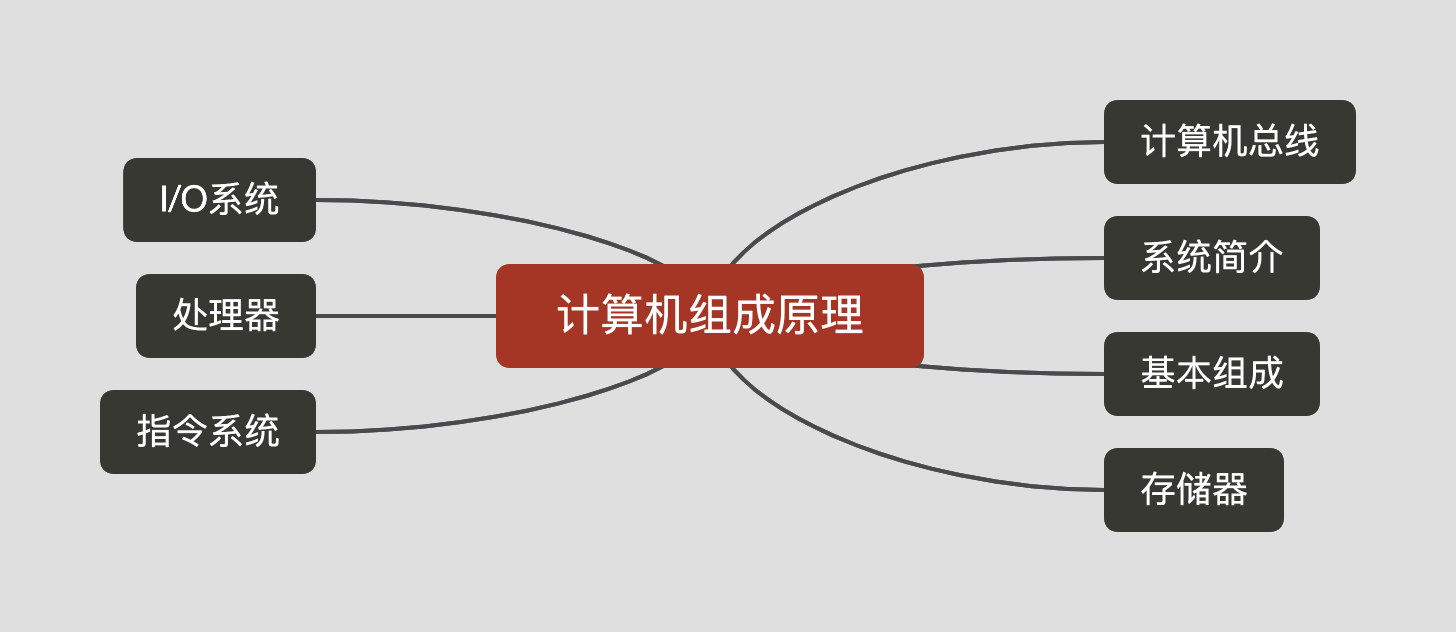 计算机组成原理
计算机总线
系统简介
基本组成
存储器
I/O系统
处理器
指令系统